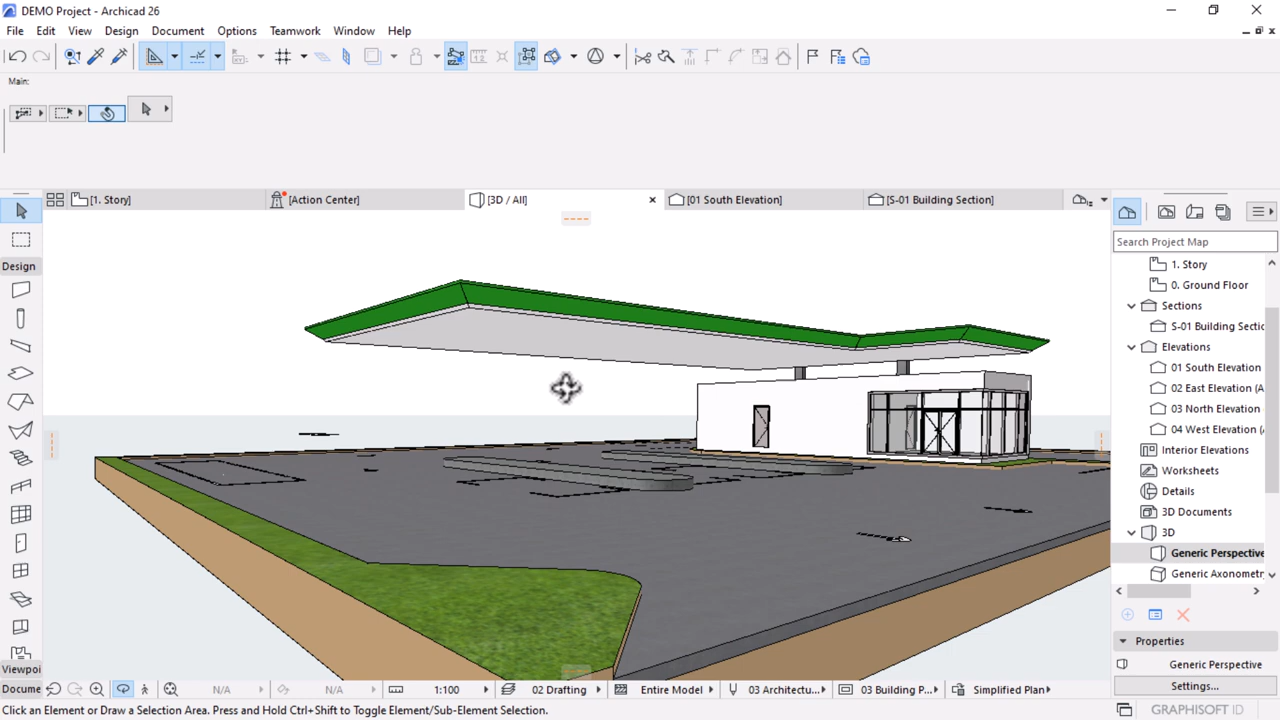 DEMO Project - Archicad 26
File Edit View Design Document Options Teamwork Window Help
Main:
[1. Story] [Action Center] [3D / All] [01 South Elevation] [S-01 Building Section]
Design
Search Project Map
1. Story
0. Ground Floor
Sections
S-01 Building Sectic
Elevations
01 South Elevation
02 East Elevation (A
03 North Elevation
04 West Elevation (
Interior Elevations
Worksheets
Details
3D Documents
3D
Generic Perspective
Generic Axonometr
Properties
Generic Perspective
Settings...
Viewpoi
Docume N/A N/A 1:100 02 Drafting Entire Model 03 Architectu... 03 Building P... Simplified Plan
Click an Element or Draw a Selection Area. Press and Hold Ctrl+Shift to Toggle Element/Sub-Element Selection.
GRAPHISOFT ID